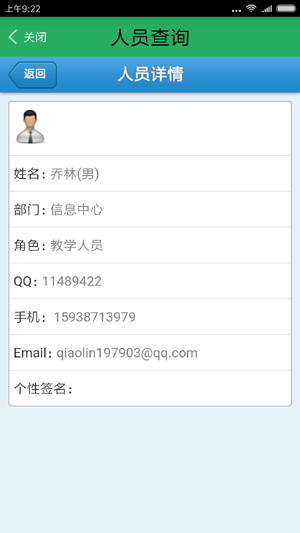 上午9:22
关闭 人员查询
返回 人员详情
姓名: 乔林(男)
部门: 信息中心
角色: 教学人员
QQ: 11489422
手机: 15938713979
Email: qiaolin197903@qq.com
个性签名: